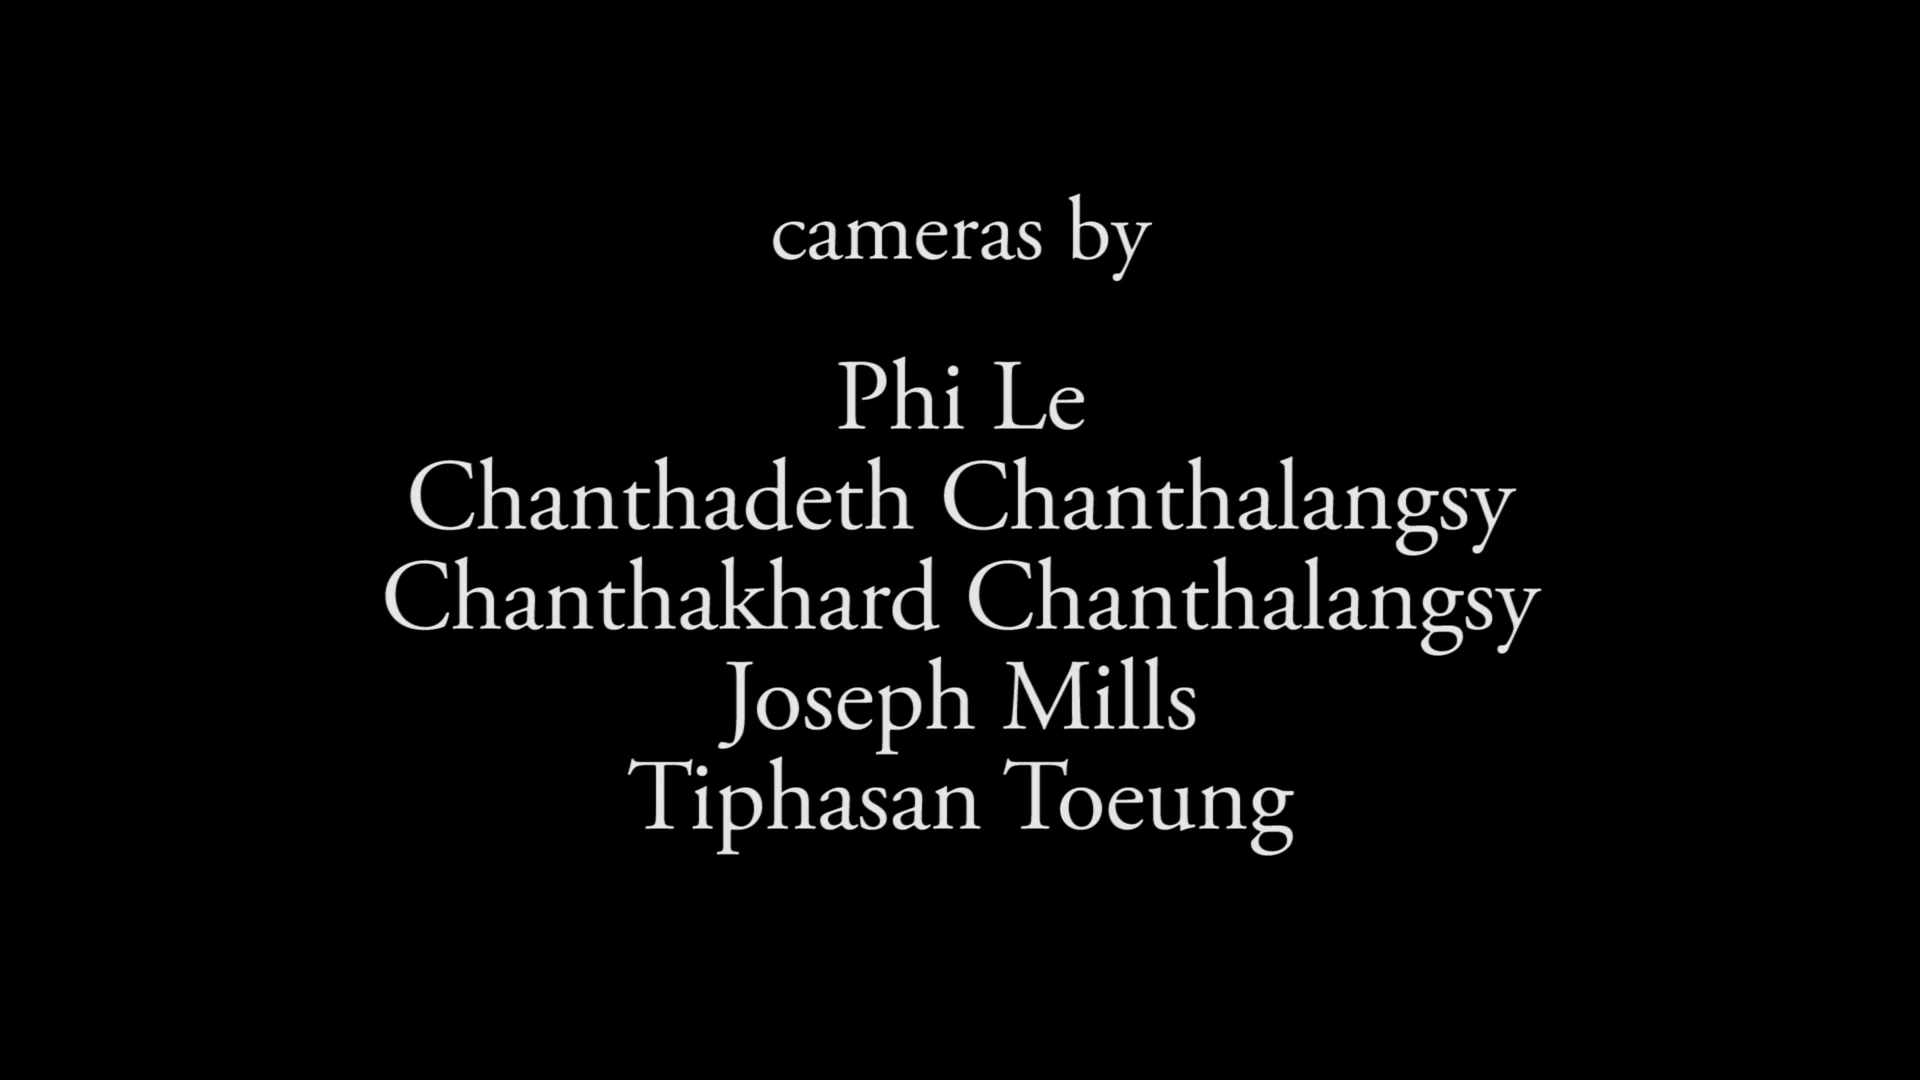 cameras by
Phi Le
Chanthadeth Chanthalangsy
Chanthakhard Chanthalangsy
Joseph Mills
Tiphasan Toeung